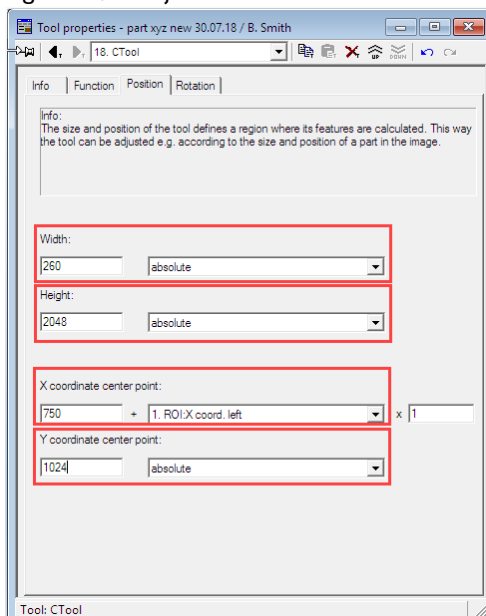 Tool properties - part xyz new 30.07.18 / B. Smith
18. CTool UP DOWN
Info Function Position Rotation
Info:
The size and position of the tool defines a region where its features are calculated. This way
the tool can be adjusted e.g. according to the size and position of a part in the image.
Width:
260 absolute
Height:
2048 absolute
X coordinate center point:
750 + 1. ROI:X coord. left x 1
Y coordinate center point:
1024 absolute
Tool: CTool